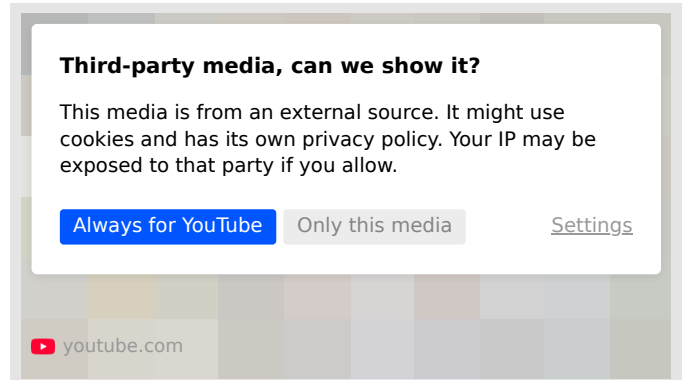 Third-party media, can we show it?
This media is from an external source. It might use
cookies and has its own privacy policy. Your IP may be
exposed to that party if you allow.
Always for YouTube Only this media Settings
youtube.com